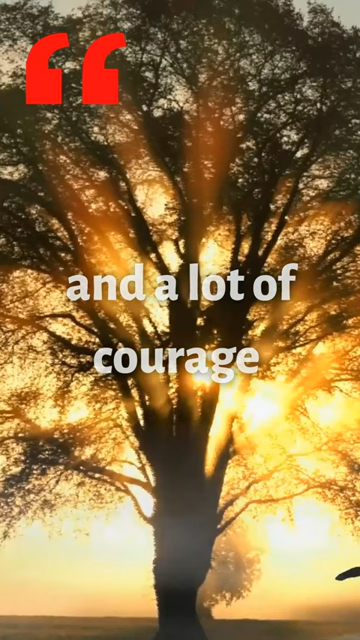 “
and a lot of
courage